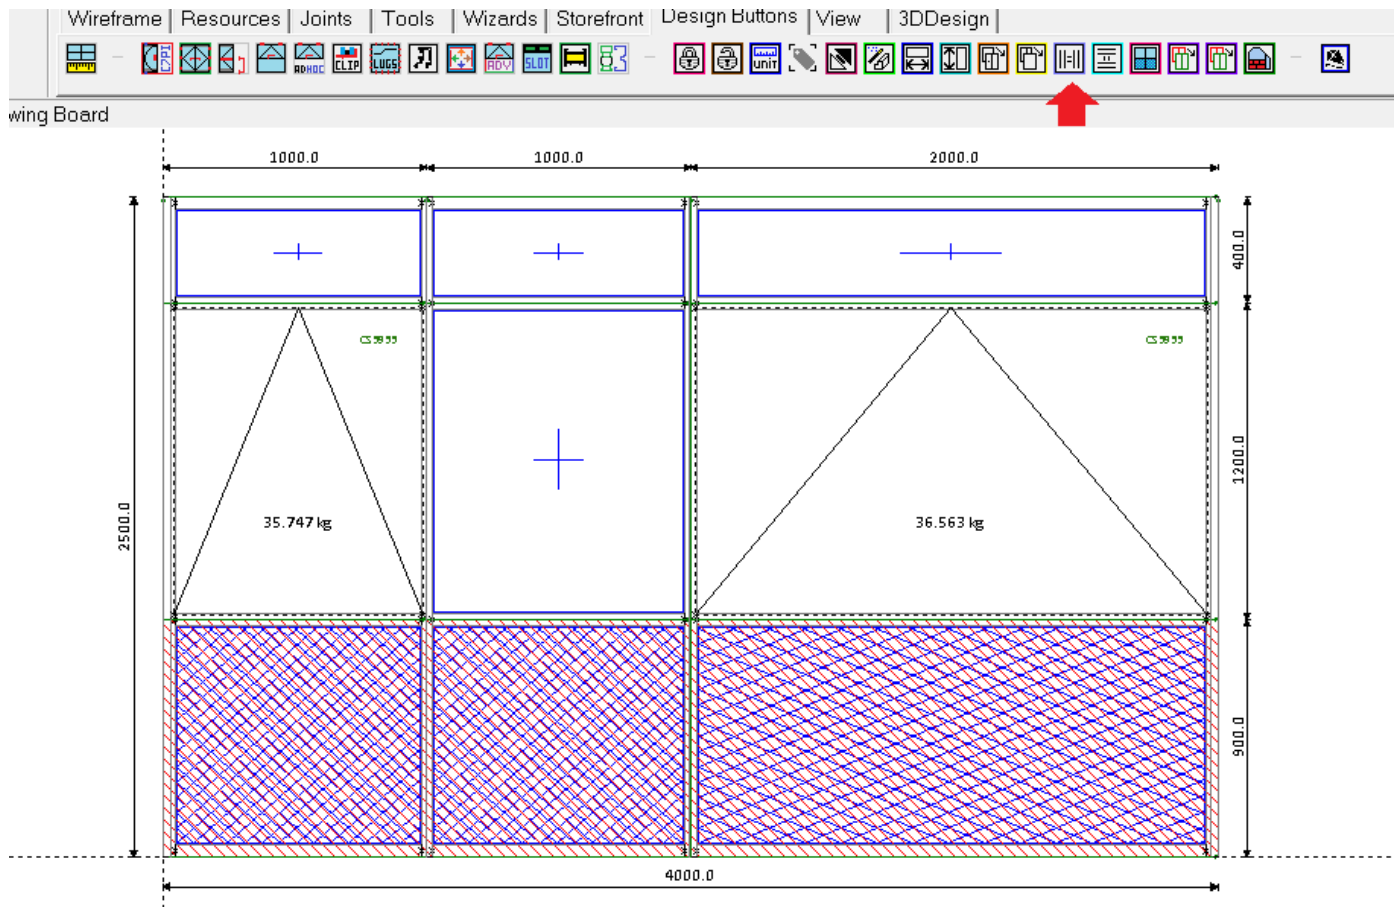 Wireframe Resources Joints Tools Wizards Storefront Design Buttons View 3DDesign
ADHOC CLIP LUGS ADV SLOT unit
wing Board
1000.0 1000.0 2000.0
400.0
35.747 kg 36.563 kg
1200.0
2500.0
900.0
4000.0